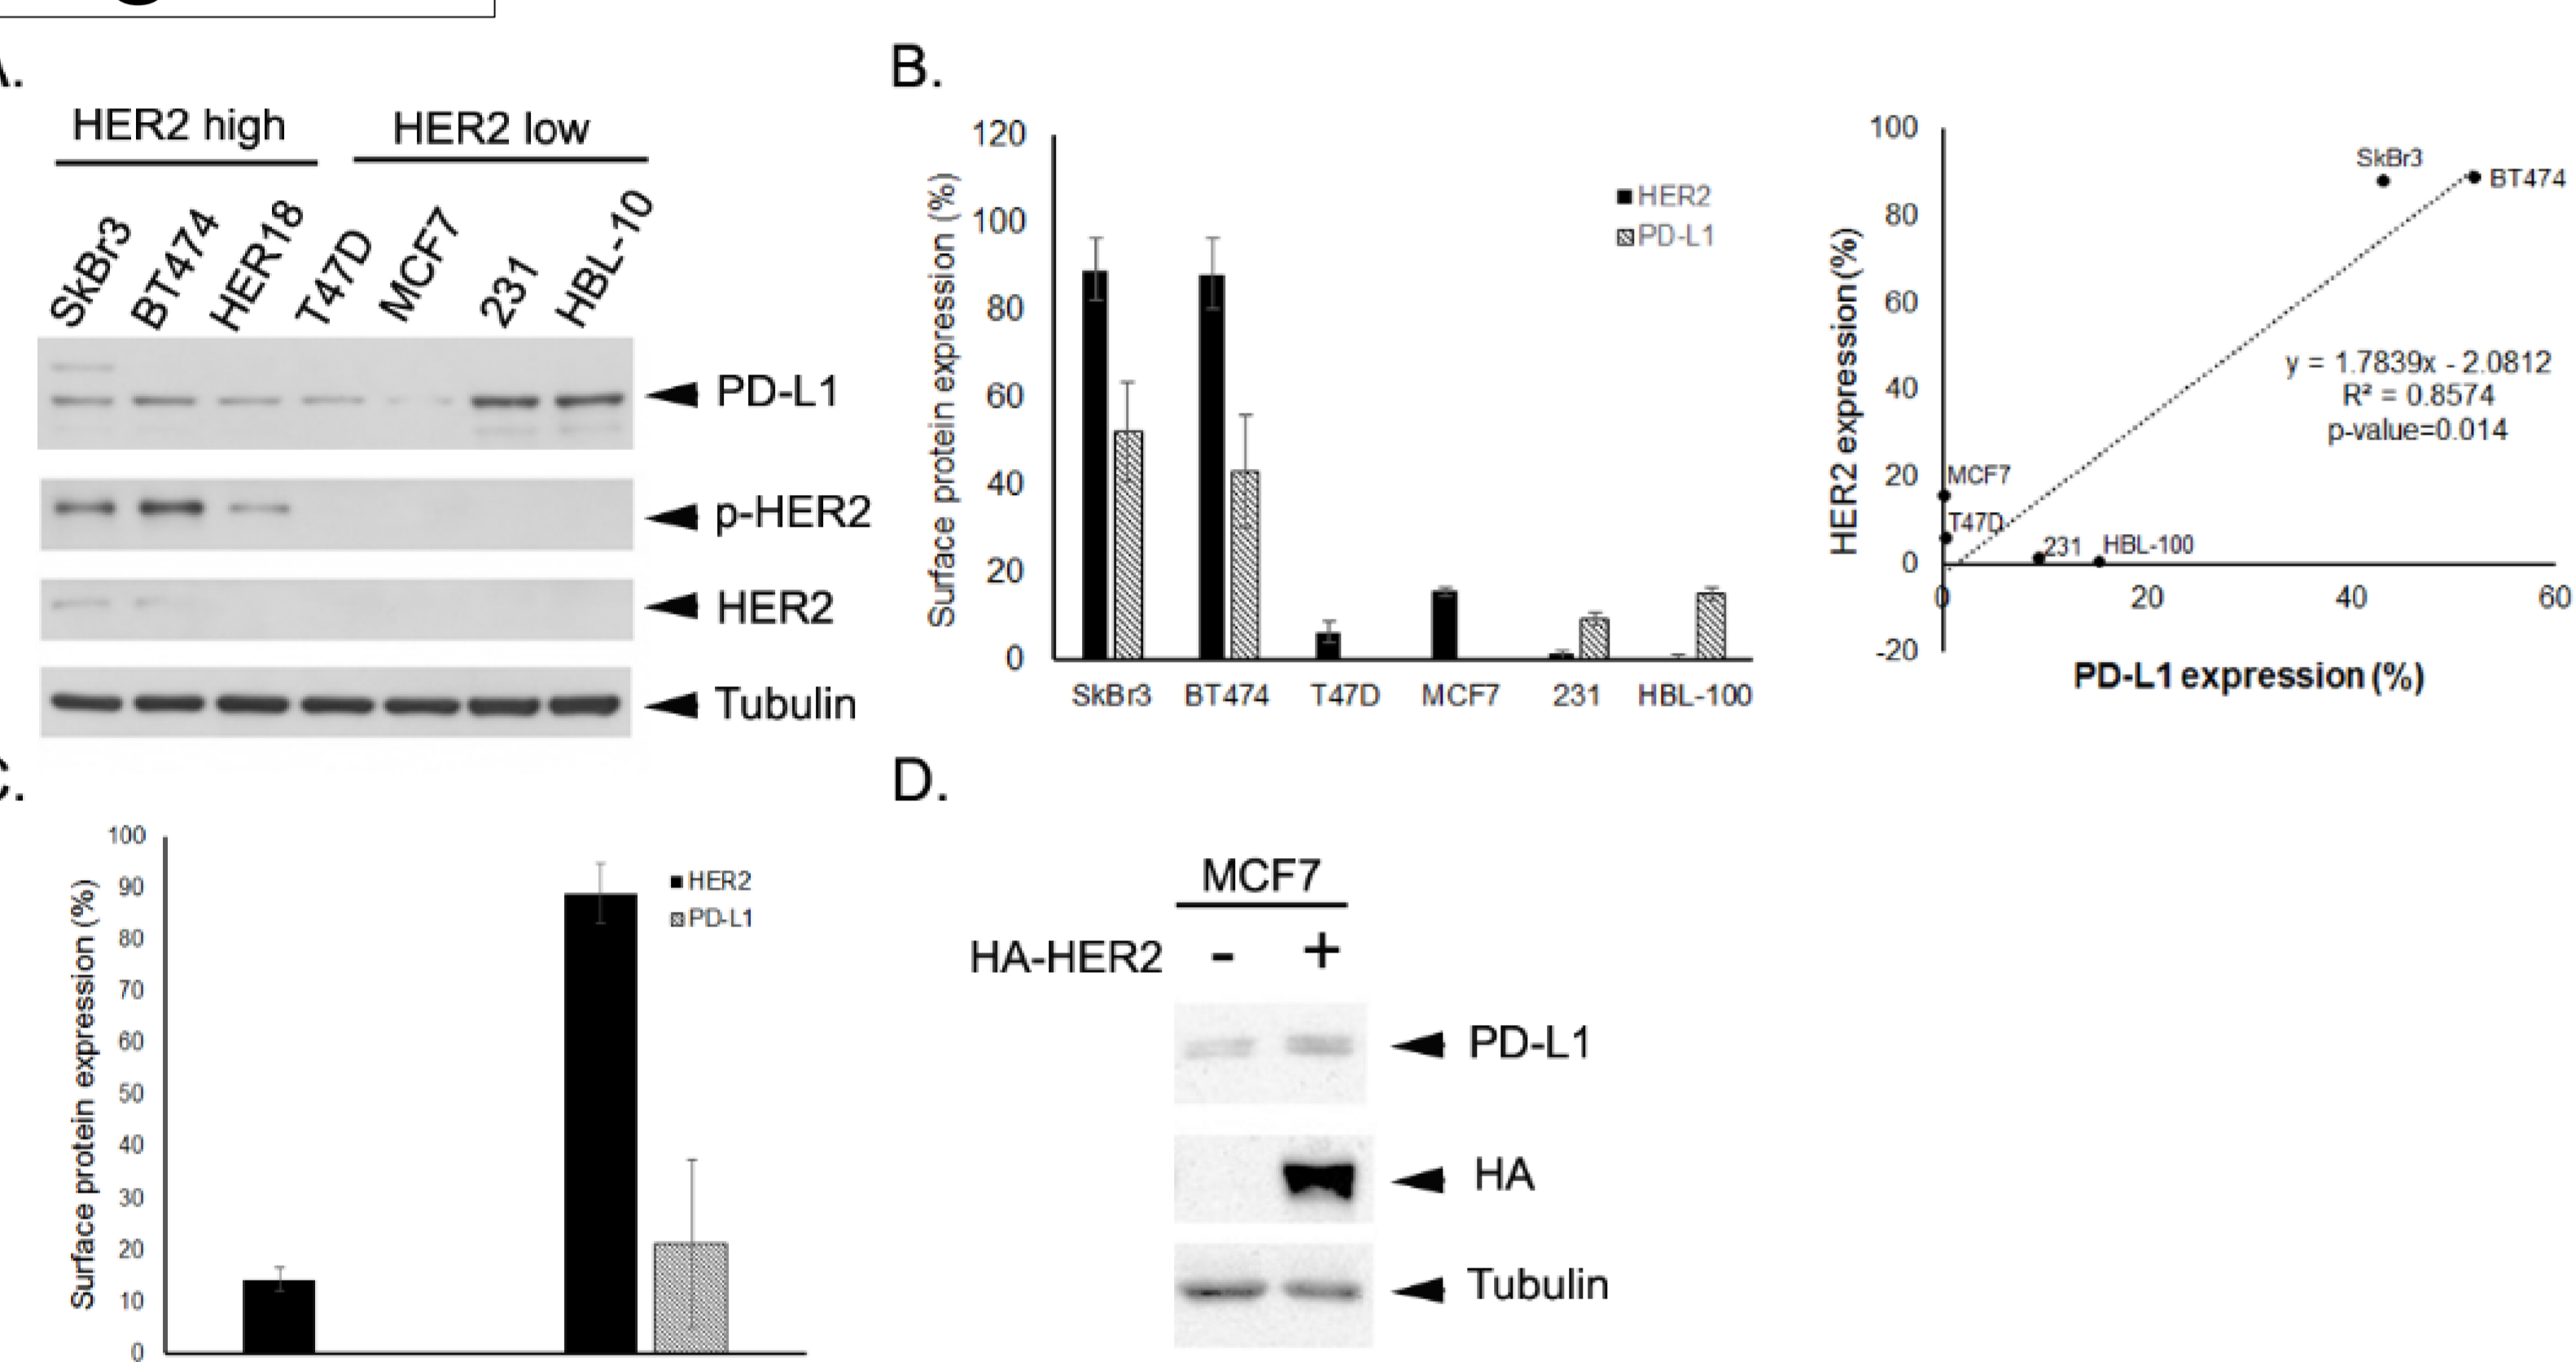 A.
HER2 high
HER2 low
SkBr3
BT474
HER18
T47D
MCF7
231
HBL-10
PD-L1
p-HER2
HER2
Tubulin
B.
Surface protein expression (%)
120
100
80
60
40
20
0
HER2
PD-L1
SkBr3 BT474 T47D MCF7 231 HBL-100
HER2 expression(%)
100
80
60
40
20
0
-20
SkBr3
BT474
y = 1.7839x - 2.0812
R² = 0.8574
p-value=0.014
MCF7
T47D
231
HBL-100
0 20 40 60
PD-L1 expression (%)
C.
Surface protein expression (%)
100
90
80
70
60
50
40
30
20
10
0
HER2
PD-L1
D.
MCF7
HA-HER2 - +
PD-L1
HA
Tubulin